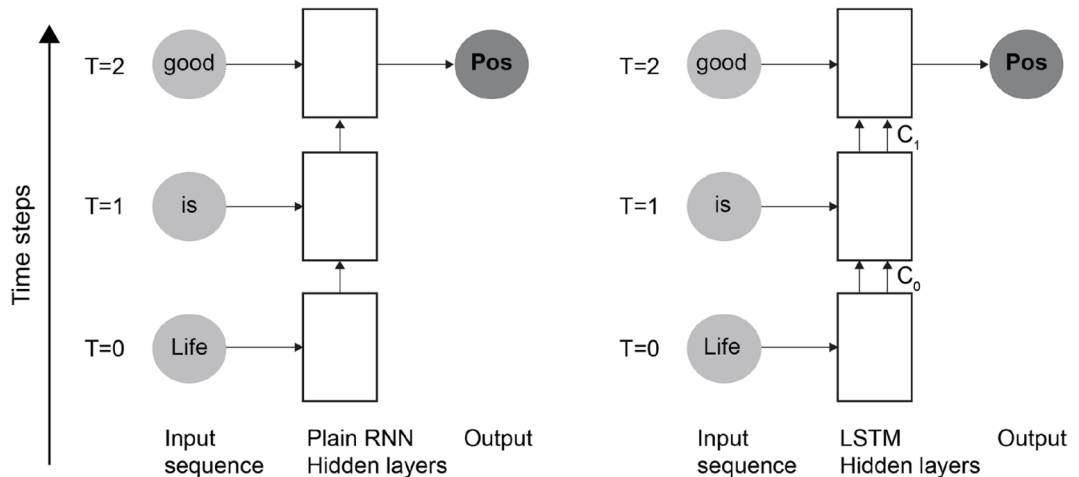 Time steps
T=2
good
Pos
T=1
is
T=0
Life
Input
sequence
Plain RNN
Hidden layers
Output
T=2
good
Pos
C₁
T=1
is
C₀
T=0
Life
Input
sequence
LSTM
Hidden layers
Output